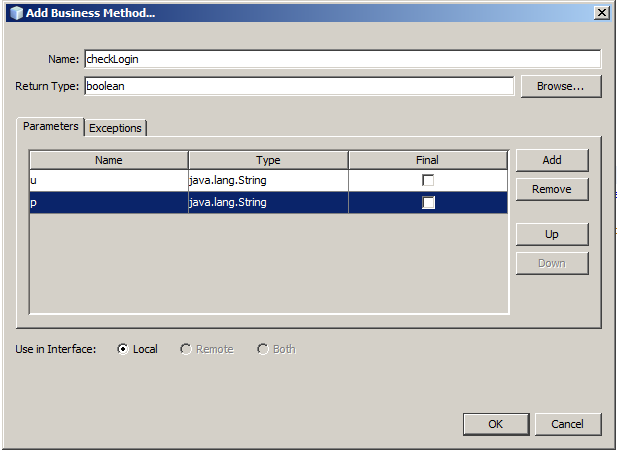 Add Business Method...
Name: checkLogin
Return Type: boolean Browse...
Parameters Exceptions
Name Type Final Add
u java.lang.String
p java.lang.String Remove
Up
Down
Use in Interface: Local Remote Both
OK Cancel